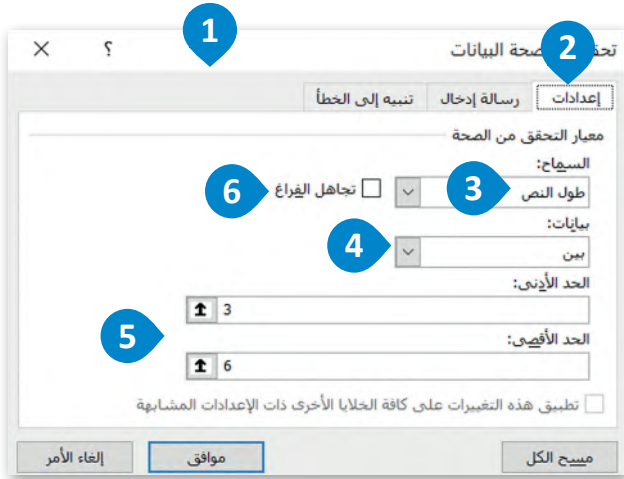 1
تحق صحة البيانات ؟ ×
2
إعدادات رسالة إدخال تنبيه إلى الخطأ
معيار التحقق من الصحة
السماح:
طول النص 3 تجاهل الفراغ 6
بيانات:
بين 4
الحد الأدنى:
3
5
الحد الأقصى:
6
تطبيق هذه التغييرات على كافة الخلايا الأخرى ذات الإعدادات المشابهة
مسح الكل موافق إلغاء الأمر